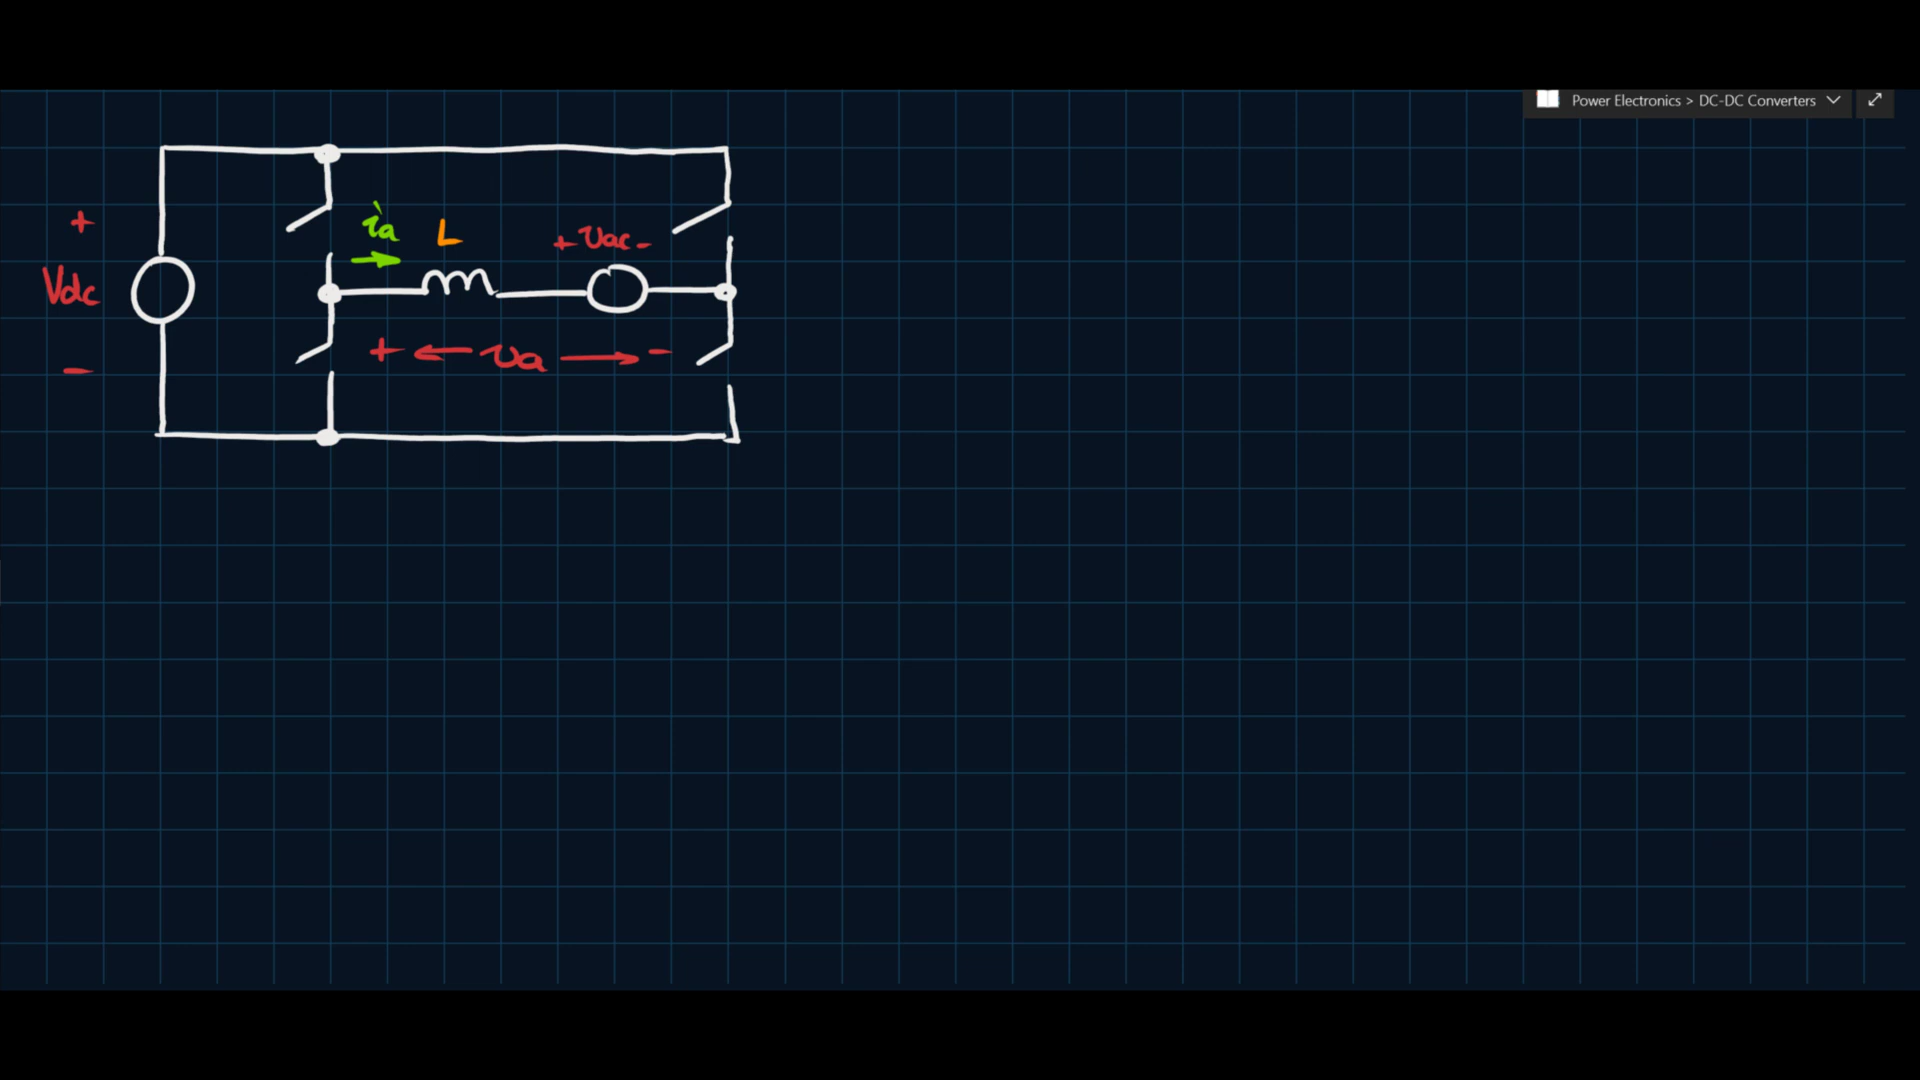 Power Electronics > DC-DC Converters
+
ia
L
+ Vac -
Vdc
+ va -
-